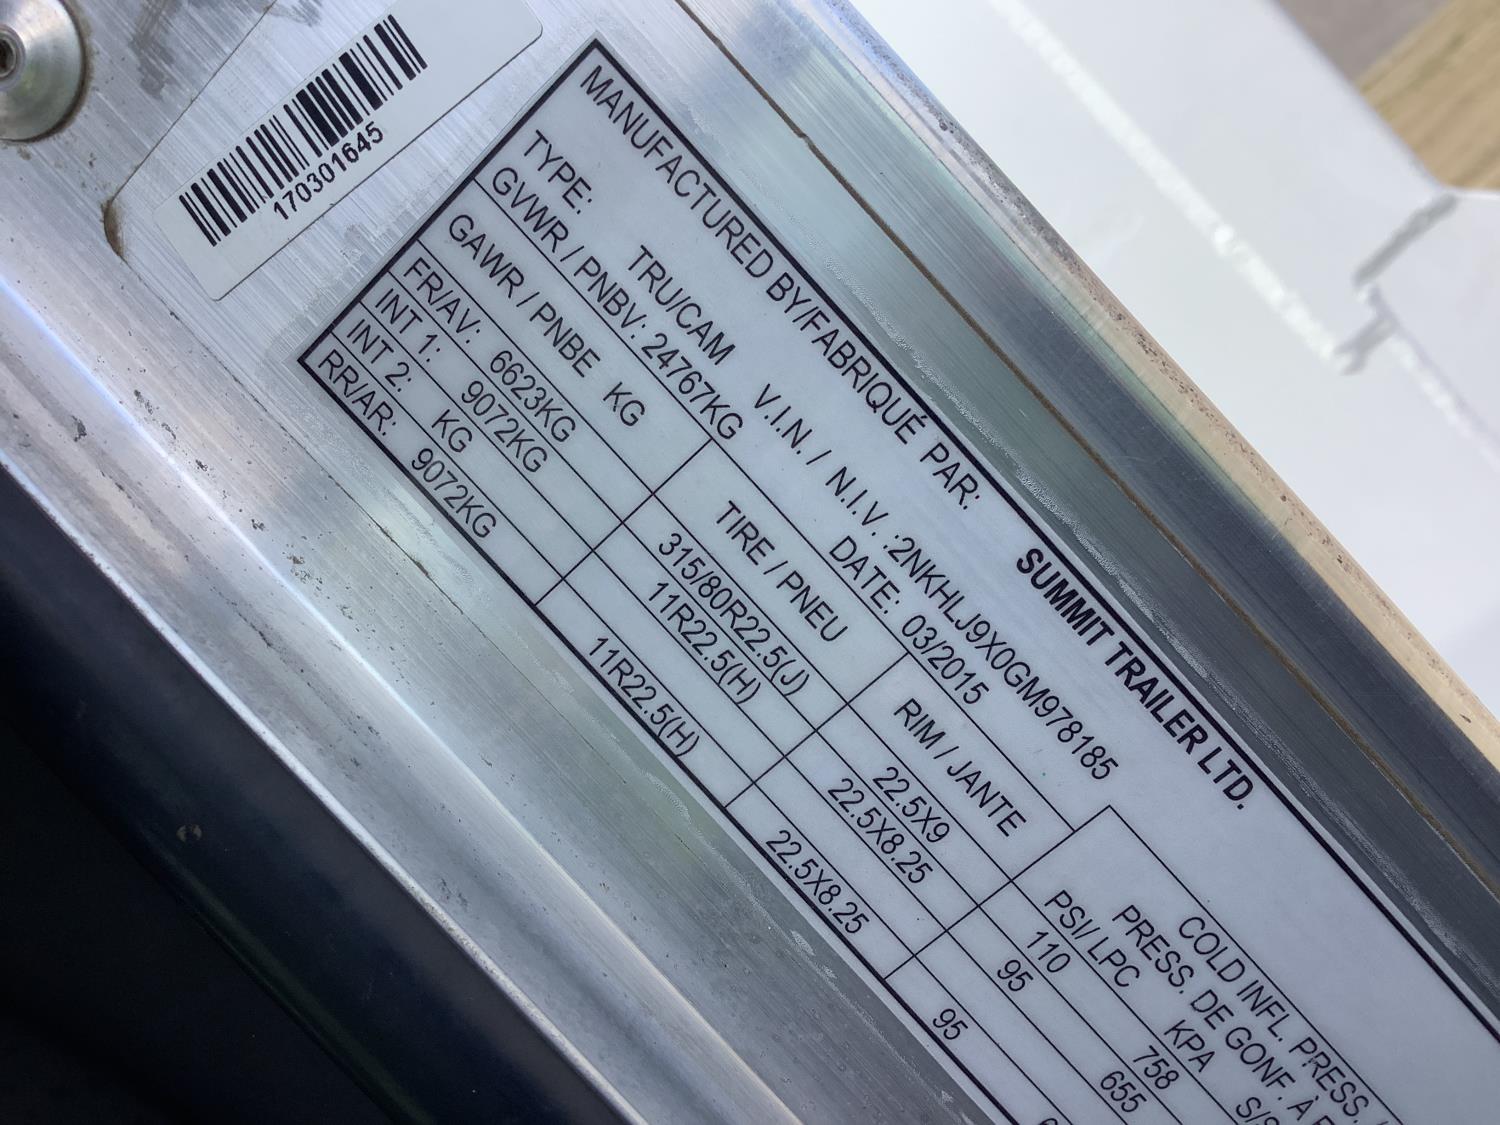 170301645
MANUFACTURED BY/FABRIQUÉ PAR: SUMMIT TRAILER LTD.
TYPE: TRU/CAM V.I.N. / N.I.V. :2NKHLJ9X0GM978185
GVWR / PNBV: 24767KG DATE: 03/2015
COLD INFL. PRESS.
PRESS. DE GONF. À
GAWR / PNBE KG TIRE / PNEU RIM / JANTE PSI/ LPC KPA
FR/AV: 6623KG 315/80R22.5(J) 22.5X9 110 758
INT 1: 9072KG 11R22.5(H) 22.5X8.25 95 655
INT 2: KG
RR/AR: 9072KG 11R22.5(H) 22.5X8.25 95